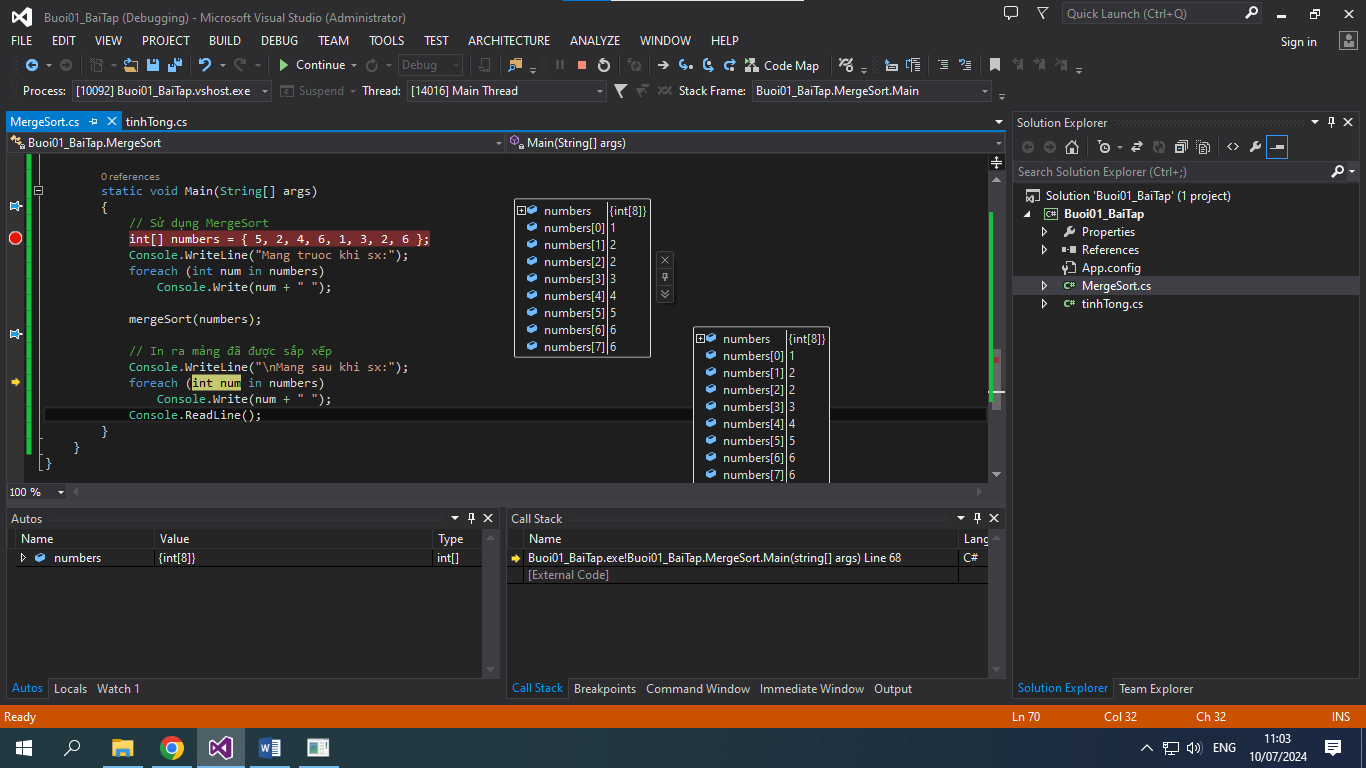 Buoi01_BaiTap (Debugging) - Microsoft Visual Studio (Administrator)
Quick Launch (Ctrl+Q)
FILE EDIT VIEW PROJECT BUILD DEBUG TEAM TOOLS TEST ARCHITECTURE ANALYZE WINDOW HELP
Sign in
Continue Debug Code Map
Process: [10092] Buoi01_BaiTap.vshost.exe Suspend Thread: [14016] Main Thread Stack Frame: Buoi01_BaiTap.MergeSort.Main
MergeSort.cs tinhTong.cs
Buoi01_BaiTap.MergeSort Main(String[] args)
0 references
static void Main(String[] args)
{
// Sử dụng MergeSort
int[] numbers = { 5, 2, 4, 6, 1, 3, 2, 6 };
Console.WriteLine("Mang truoc khi sx:");
foreach (int num in numbers)
Console.Write(num + " ");
mergeSort(numbers);
// In ra mảng đã được sắp xếp
Console.WriteLine("\nMang sau khi sx:");
foreach (int num in numbers)
Console.Write(num + " ");
Console.ReadLine();
}
}
}
numbers {int[8]}
numbers[0] 1
numbers[1] 2
numbers[2] 2
numbers[3] 3
numbers[4] 4
numbers[5] 5
numbers[6] 6
numbers[7] 6
numbers {int[8]}
numbers[0] 1
numbers[1] 2
numbers[2] 2
numbers[3] 3
numbers[4] 4
numbers[5] 5
numbers[6] 6
numbers[7] 6
100 %
Solution Explorer
Search Solution Explorer (Ctrl+;)
Solution 'Buoi01_BaiTap' (1 project)
C# Buoi01_BaiTap
Properties
References
App.config
C# MergeSort.cs
C# tinhTong.cs
Autos
Name Value Type
numbers {int[8]} int[]
Autos Locals Watch 1
Call Stack
Name Lang
Buoi01_BaiTap.exe!Buoi01_BaiTap.MergeSort.Main(string[] args) Line 68 C#
[External Code]
Call Stack Breakpoints Command Window Immediate Window Output
Solution Explorer Team Explorer
Ready Ln 70 Col 32 Ch 32 INS
ENG
11:03
10/07/2024